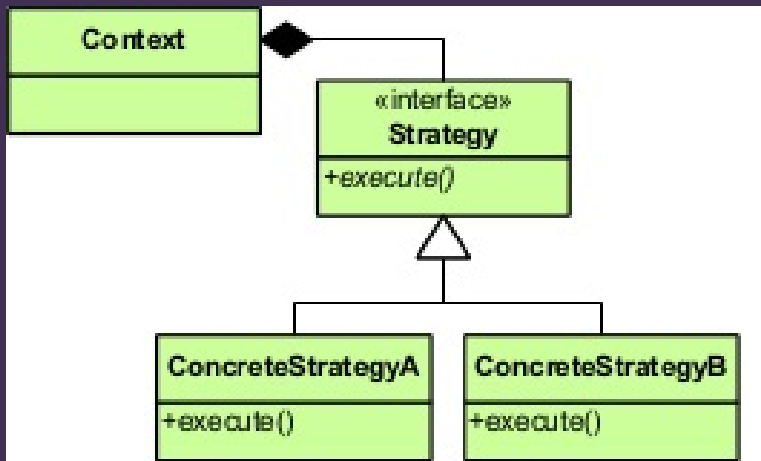 Context
«interface»
Strategy
+execute()
ConcreteStrategyA
+execute()
ConcreteStrategyB
+execute()